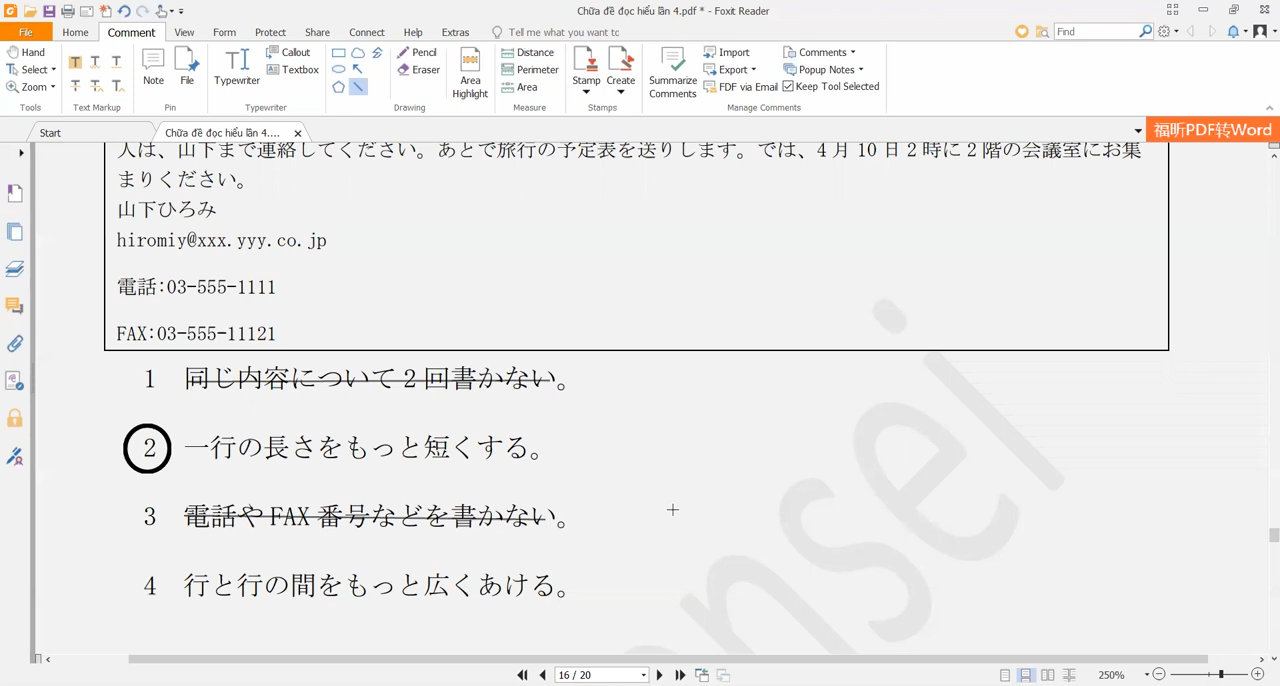 Chữa đề đọc hiểu lần 4.pdf * - Foxit Reader
File Home Comment View Form Protect Share Connect Help Extras Tell me what you want to Find
Hand
Select
Zoom
Tools
Text Markup
Note
File
Pin
Typewriter
Callout
Textbox
Typewriter
Pencil
Eraser
Drawing
Area Highlight
Distance
Perimeter
Area
Measure
Stamp
Create
Stamps
Summarize Comments
Import
Export
FDF via Email
Comments
Popup Notes
Keep Tool Selected
Manage Comments
Start
Chữa đề đọc hiểu lần 4....
福昕PDF转Word
人は、山下まで連絡してください。あとで旅行の予定表を送りします。では、4月10日2時に2階の会議室にお集
まりください。
山下ひろみ
hiromiy@xxx.yyy.co.jp
電話:03-555-1111
FAX:03-555-11121
1 同じ内容について2回書かない。
2 一行の長さをもっと短くする。
3 電話やFAX番号などを書かない。
4 行と行の間をもっと広くあける。
nsei
16 / 20
250%